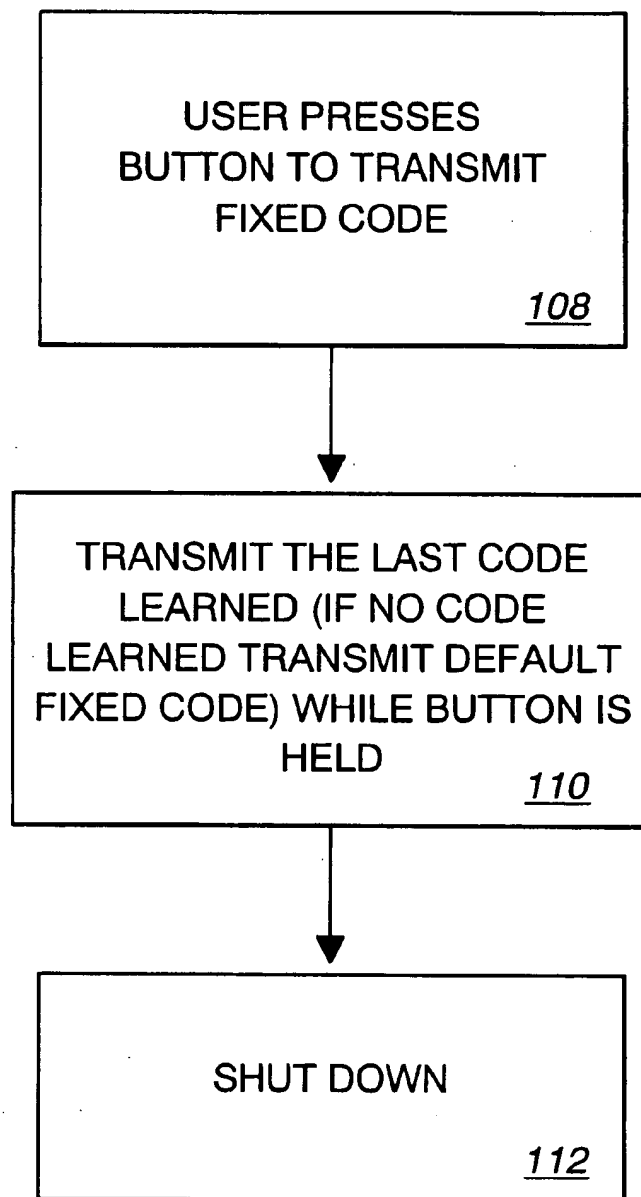 USER PRESSES
BUTTON TO TRANSMIT
FIXED CODE
108
TRANSMIT THE LAST CODE
LEARNED (IF NO CODE
LEARNED TRANSMIT DEFAULT
FIXED CODE) WHILE BUTTON IS
HELD
110
SHUT DOWN
112